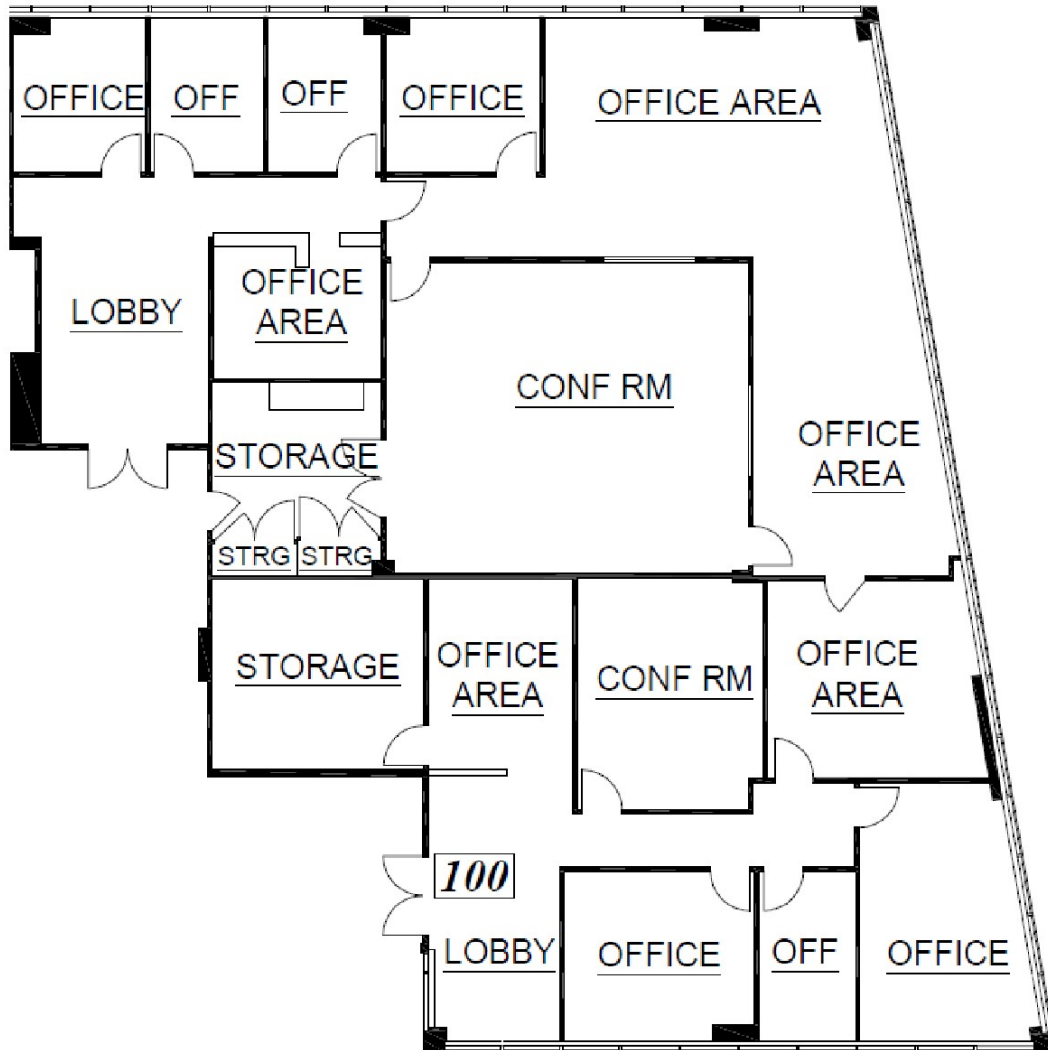 OFFICE
OFF
OFF
OFFICE
OFFICE AREA
OFFICE
AREA
LOBBY
CONF RM
OFFICE
AREA
STORAGE
STRG
STRG
STORAGE
OFFICE
AREA
CONF RM
OFFICE
AREA
100
LOBBY
OFFICE
OFF
OFFICE